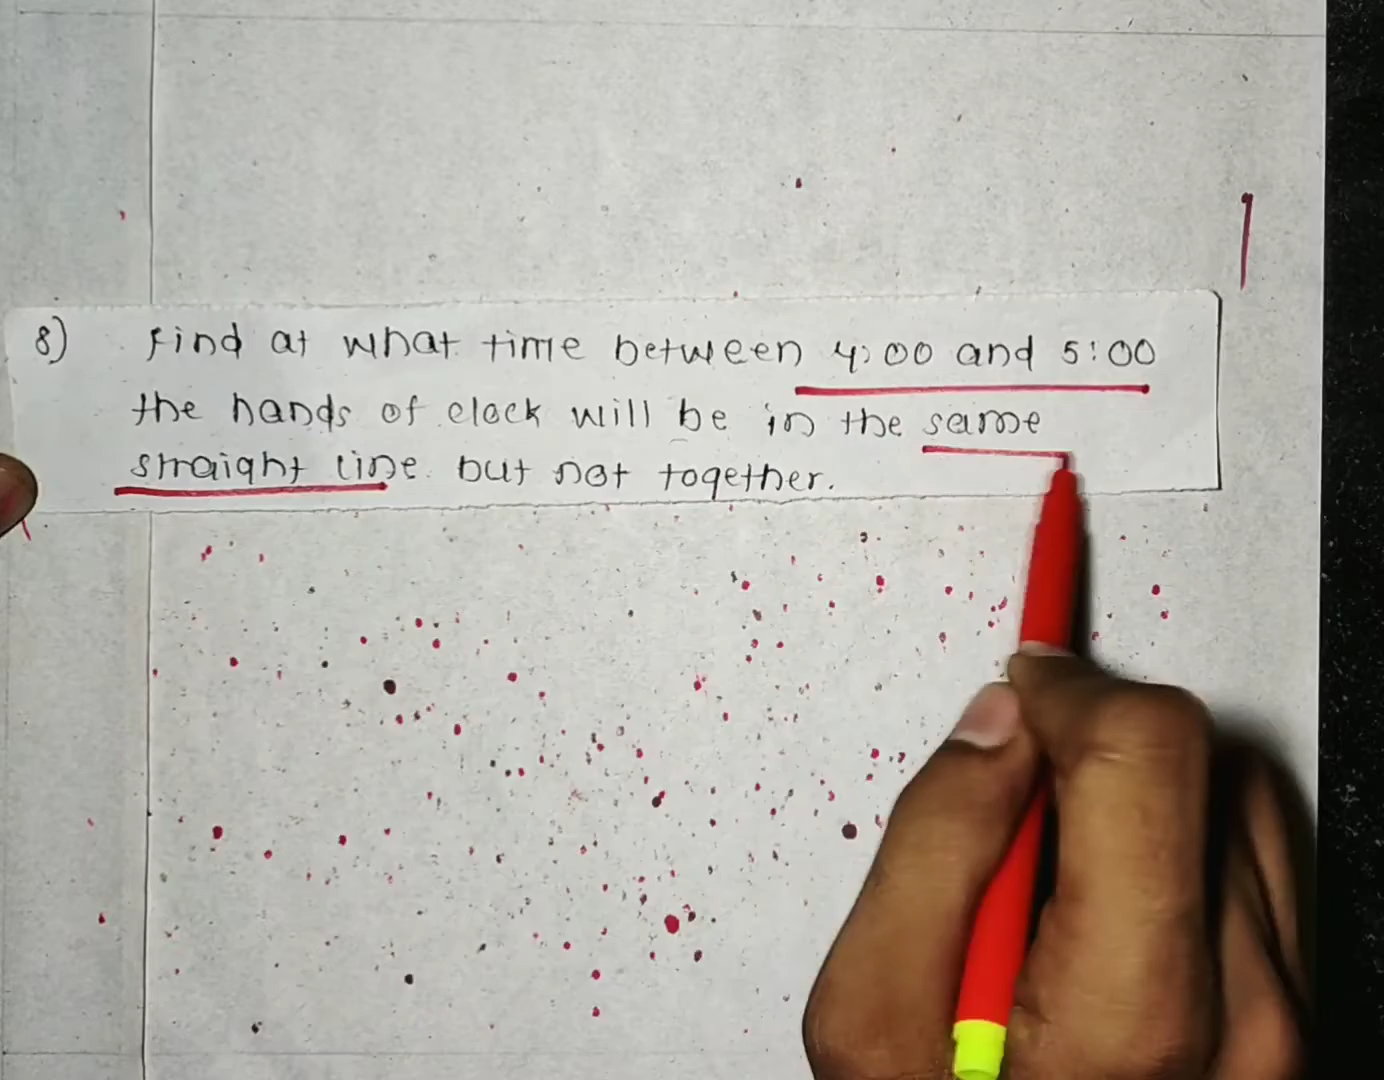 8) Find at what time between 4:00 and 5:00
the hands of clock will be in the same
straight line but not together.